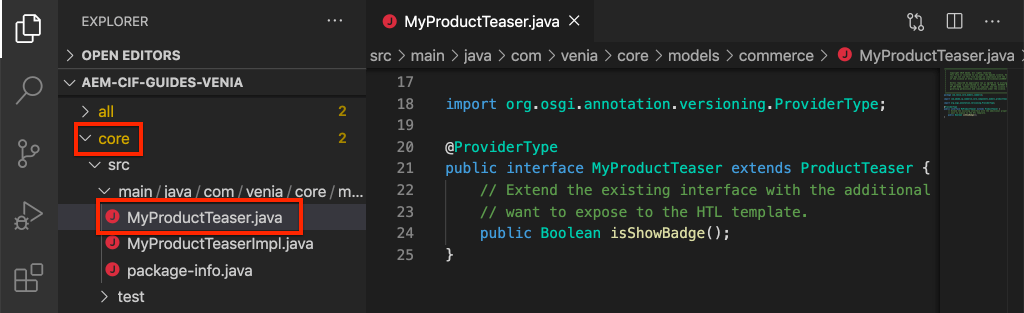 EXPLORER
OPEN EDITORS
AEM-CIF-GUIDES-VENIA
all 2
core 2
src
main / java / com / venia / core / m...
MyProductTeaser.java
MyProductTeaserImpl.java
package-info.java
test
MyProductTeaser.java
src > main > java > com > venia > core > models > commerce > MyProductTeaser.java >
17
18 import org.osgi.annotation.versioning.ProviderType;
19
20 @ProviderType
21 public interface MyProductTeaser extends ProductTeaser {
22 // Extend the existing interface with the additional
23 // want to expose to the HTL template.
24 public Boolean isShowBadge();
25 }